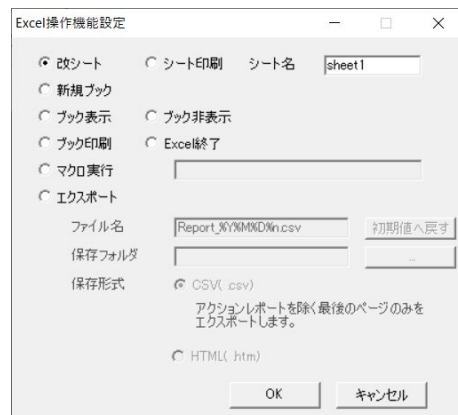 Excel操作機能設定
改シート シート印刷 シート名 sheet1
新規ブック
ブック表示 ブック非表示
ブック印刷 Excel終了
マクロ実行
エクスポート
ファイル名 Report_%Y%M%D%n.csv 初期値へ戻す
保存フォルダ ...
保存形式 CSV( .csv)
アクションレポートを除く最後のページのみを
エクスポートします。
HTML( .htm)
OK キャンセル